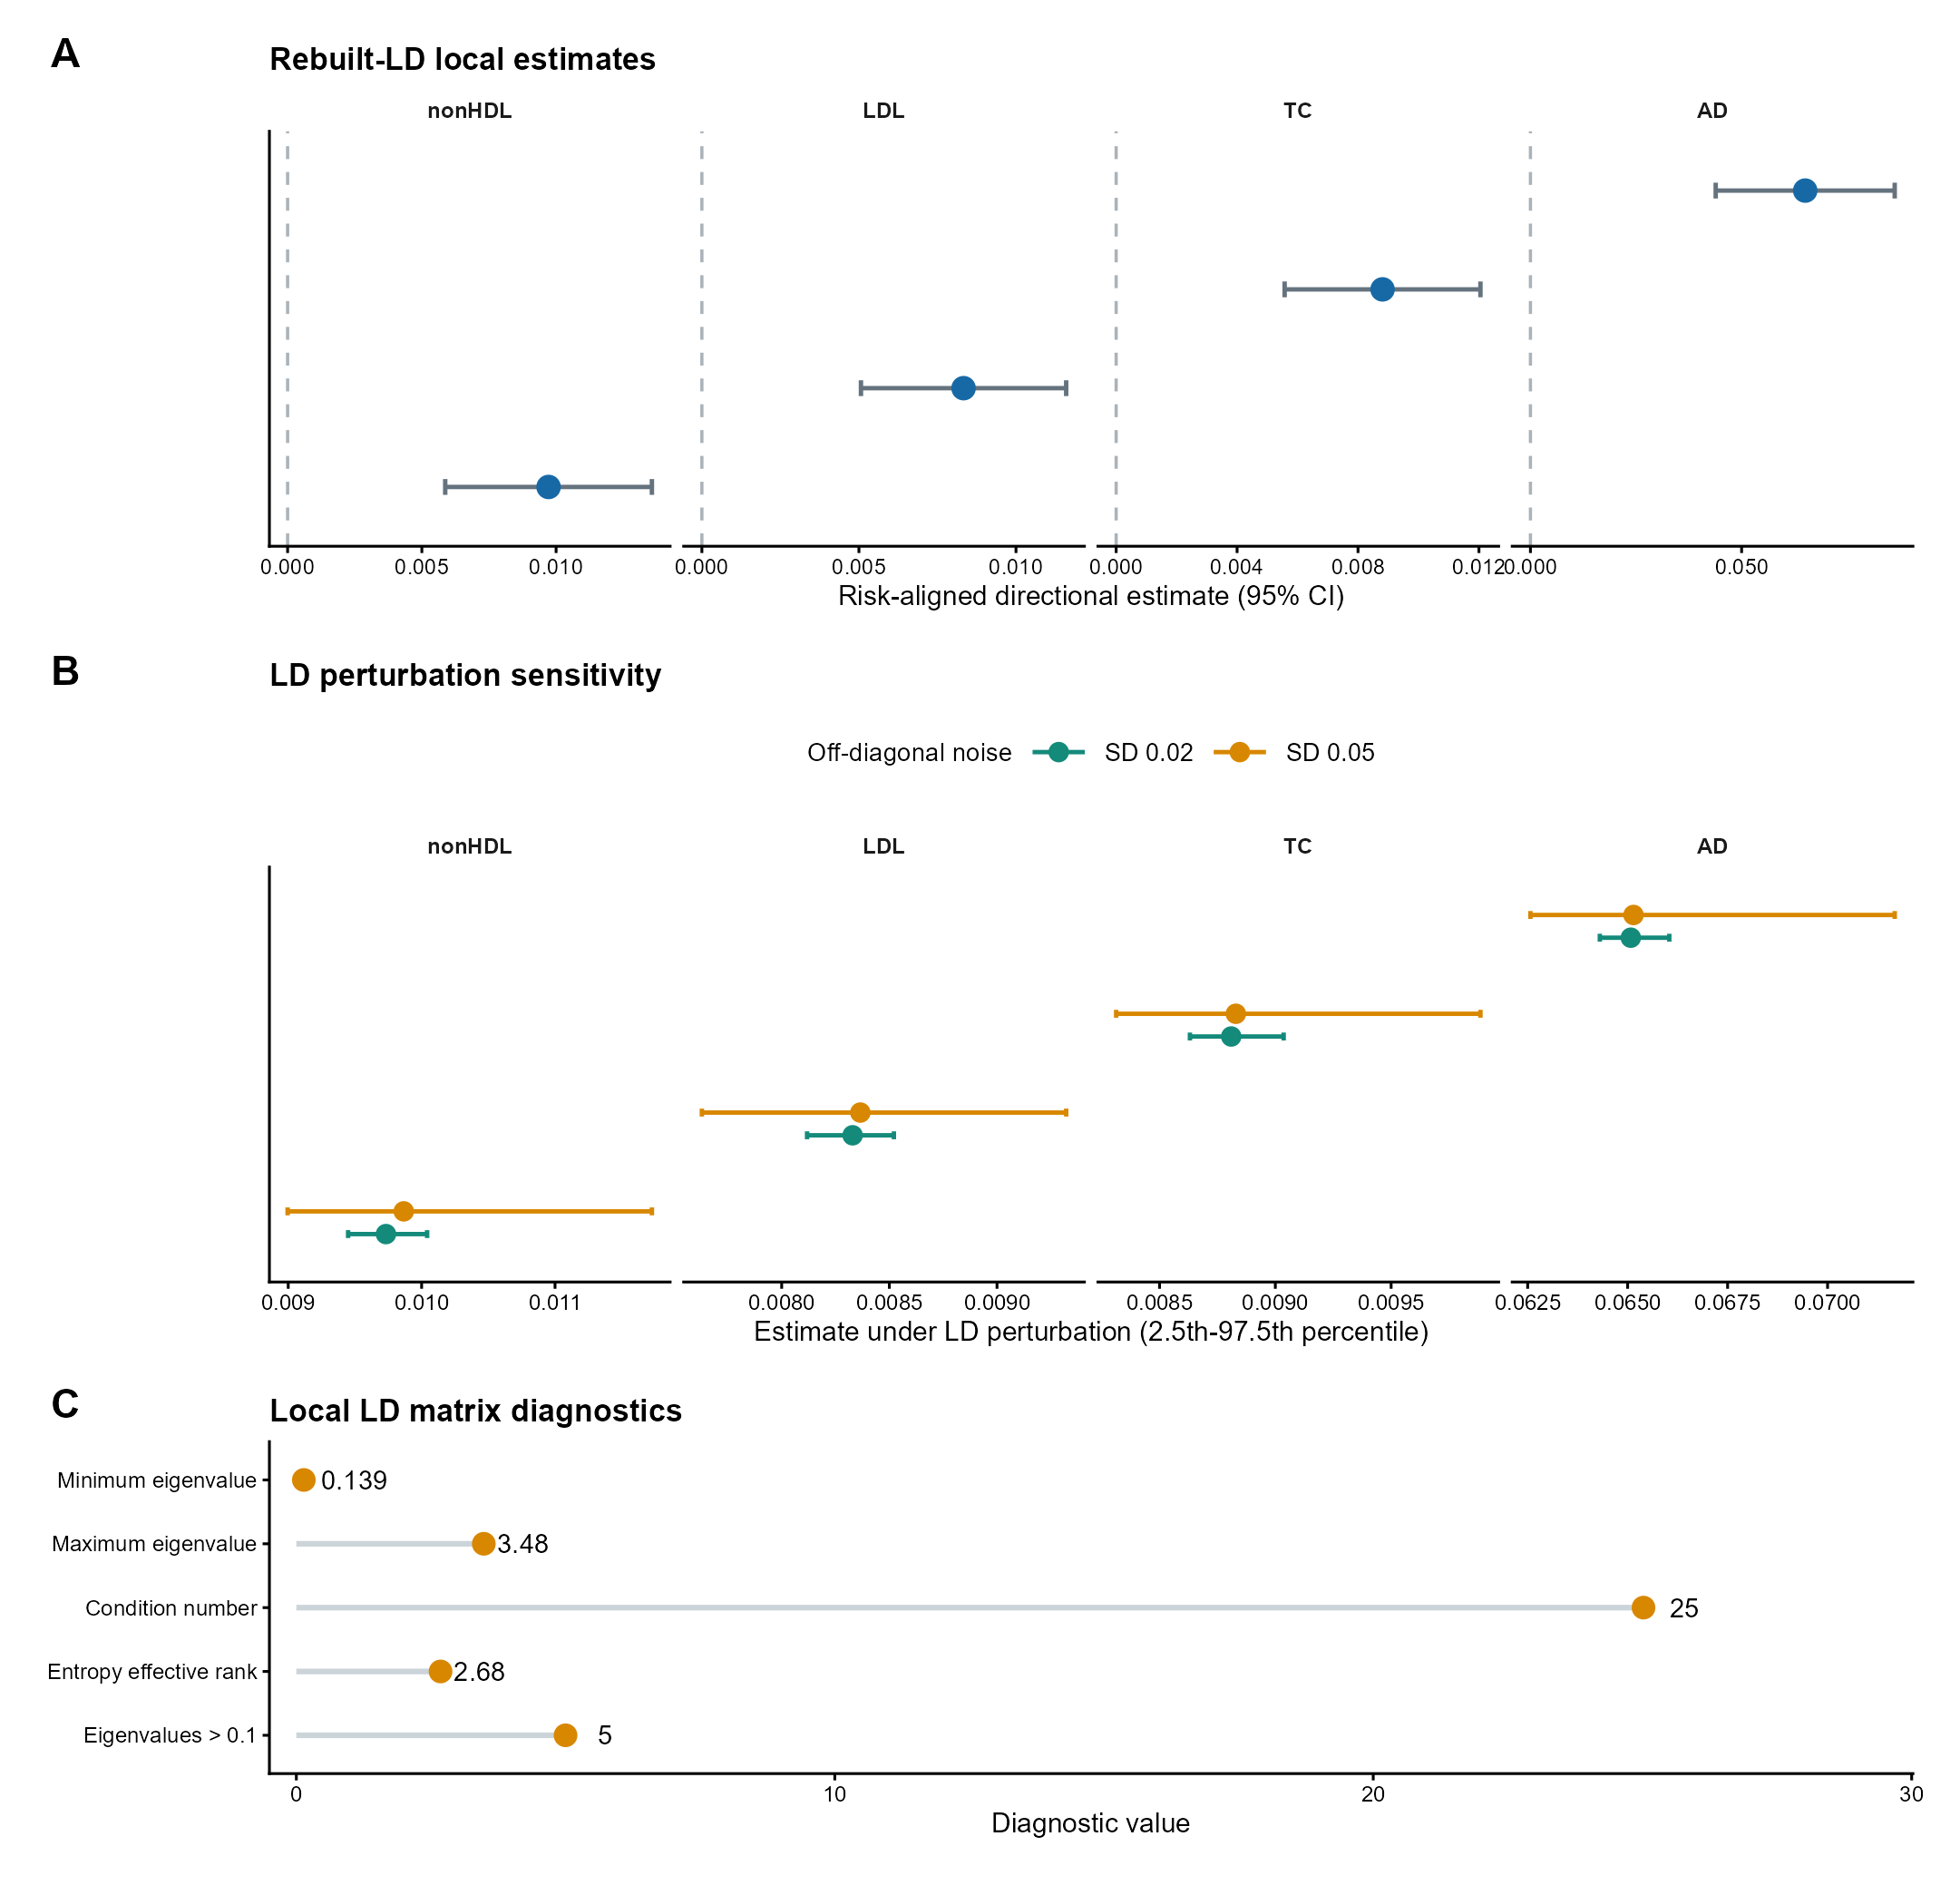 A
Rebuilt-LD local estimates
nonHDL LDL TC AD
0.000 0.005 0.010 0.000 0.005 0.010 0.000 0.004 0.008 0.012 0.000 0.050
Risk-aligned directional estimate (95% CI)
B
LD perturbation sensitivity
Off-diagonal noise SD 0.02 SD 0.05
nonHDL LDL TC AD
0.009 0.010 0.011 0.0080 0.0085 0.0090 0.0085 0.0090 0.0095 0.0625 0.0650 0.0675 0.0700
Estimate under LD perturbation (2.5th-97.5th percentile)
C
Local LD matrix diagnostics
Minimum eigenvalue 0.139
Maximum eigenvalue 3.48
Condition number 25
Entropy effective rank 2.68
Eigenvalues > 0.1 5
0 10 20 30
Diagnostic value